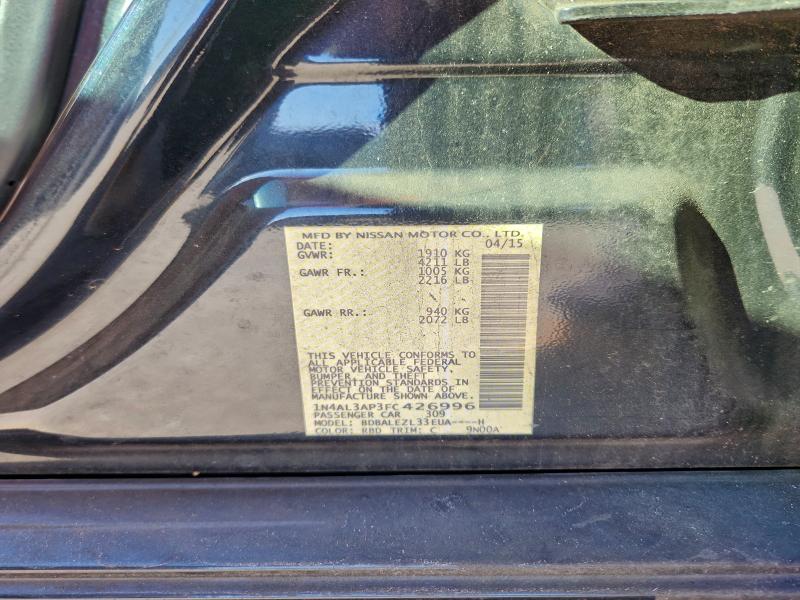 MFD BY NISSAN MOTOR CO., LTD.
DATE: 04/15
GVWR: 1910 KG
4211 LB
GAWR FR.: 1005 KG
2216 LB
GAWR RR.: 940 KG
2072 LB
THIS VEHICLE CONFORMS TO
ALL APPLICABLE FEDERAL
MOTOR VEHICLE SAFETY,
BUMPER, AND THEFT
PREVENTION STANDARDS IN
EFFECT ON THE DATE OF
MANUFACTURE SHOWN ABOVE.
1N4AL3AP3FC426996
PASSENGER CAR 309
MODEL: BDBALEZL33EUA----H
COLOR: RBD TRIM: C 9N00A